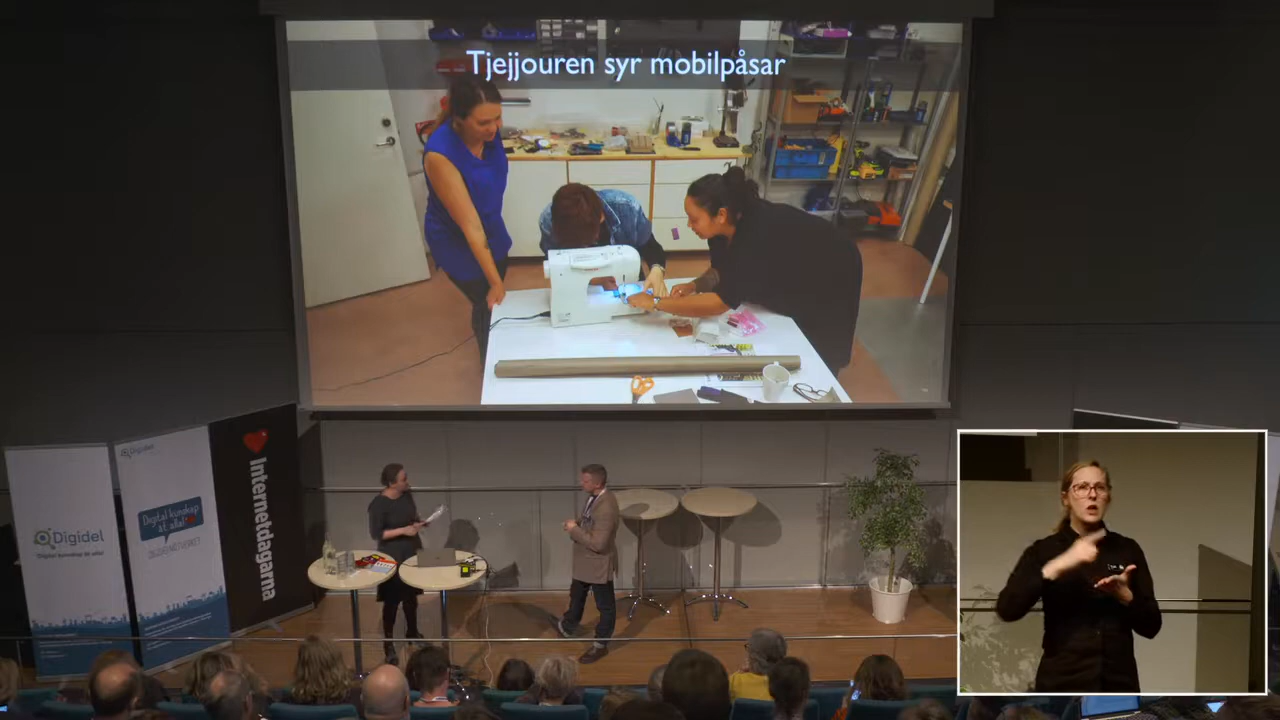 Tjejjouren syr mobilpåsar
Digidel
Digital kunskap åt alla!
Digidel
Digital kunskap
åt alla!
Internetdagarna